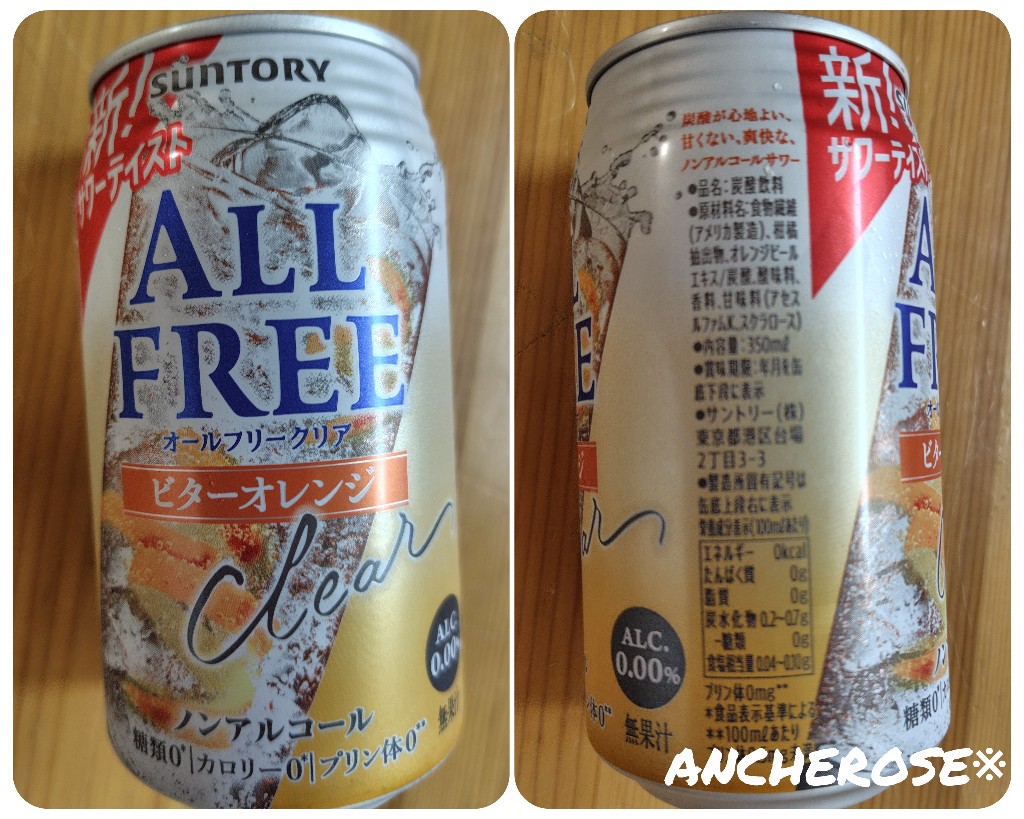 新!
サワーテイスト
SUNTORY
ALL
FREE
オールフリークリア
ビターオレンジ
clear
ALC.
0.00%
ノンアルコール
無果汁
糖類0*|カロリー0*|プリン体0**
炭酸が心地よい、
甘くない、爽快な、
ノンアルコールサワー
●品名:炭酸飲料
●原材料名:食物繊維
(アメリカ製造)、柑橘
抽出物、オレンジピール
エキス/炭酸、酸味料、
香料、甘味料(アセス
ルファムK、スクラロース)
●内容量:350ml
●賞味期限:年月を缶
底下段に表示
●サントリー(株)
東京都港区台場
2丁目3-3
●製造所固有記号は
缶底上段右に表示
栄養成分表示(100mlあたり)
エネルギー 0kcal
たんぱく質 0g
脂質 0g
炭水化物 0.2~0.7g
-糖類 0g
食塩相当量 0.04~0.10g
プリン体0mg**
*食品表示基準による
**100mlあたり
ALC.
0.00%
無果汁
新!
サワーテイス
糖類0*
ANCHEROSE※